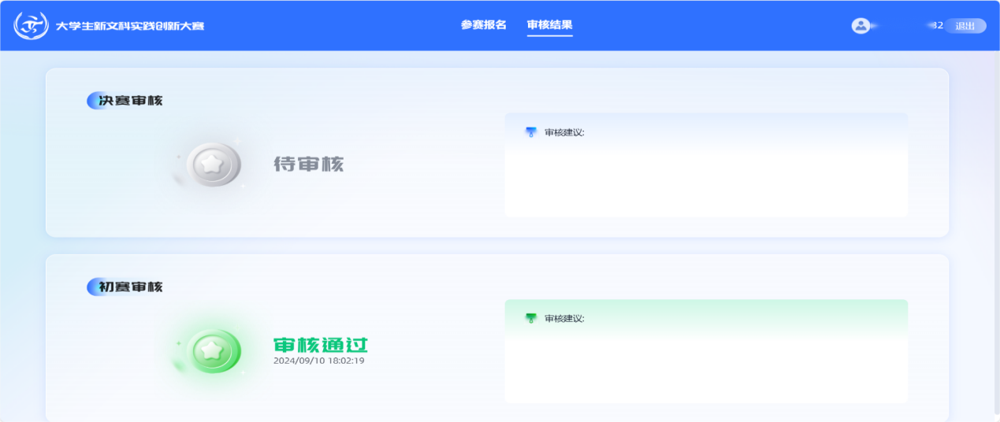 大学生新文科实践创新大赛
参赛报名 审核结果
32 退出
决赛审核
审核建议:
待审核
初赛审核
审核建议:
审核通过
2024/09/10 18:02:19